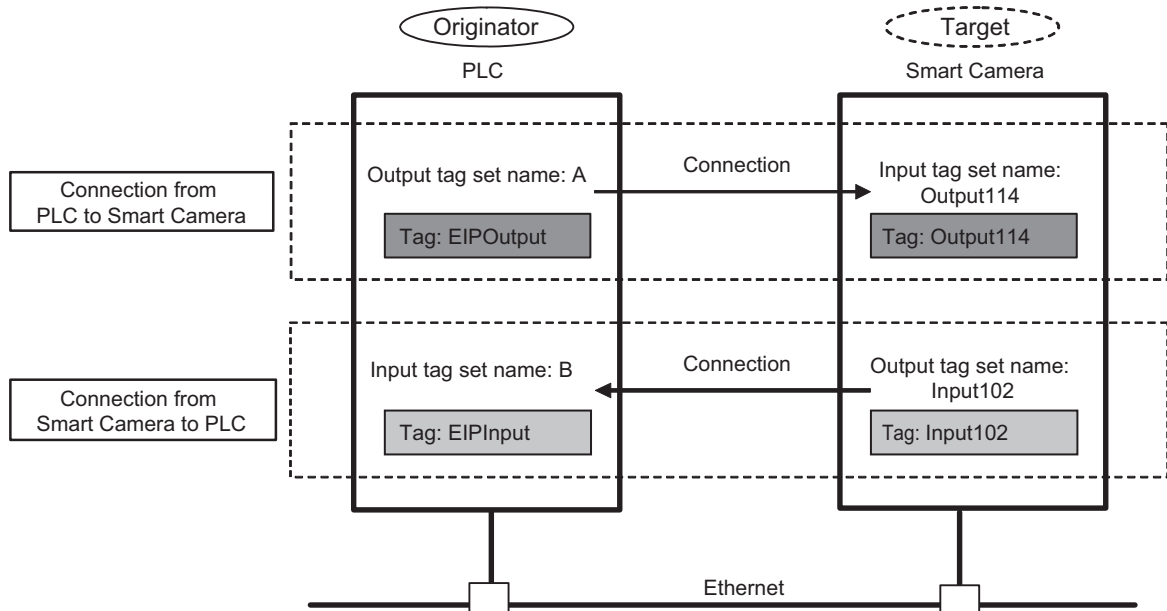 Originator
Target
PLC
Smart Camera
Connection from
PLC to Smart Camera
Output tag set name: A
Connection
Input tag set name:
Output114
Tag: EIPOutput
Tag: Output114
Connection from
Smart Camera to PLC
Input tag set name: B
Connection
Output tag set name:
Input102
Tag: EIPInput
Tag: Input102
Ethernet